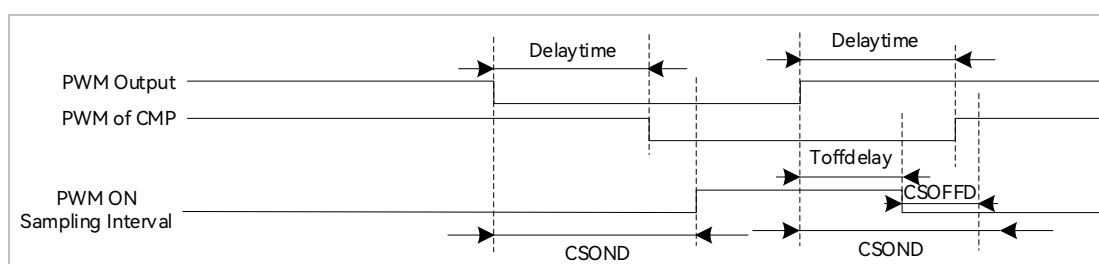 Delaytime
Delaytime
PWM Output
PWM of CMP
Toffdelay
PWM ON
Sampling Interval
CSOFFD
CSOND
CSOND